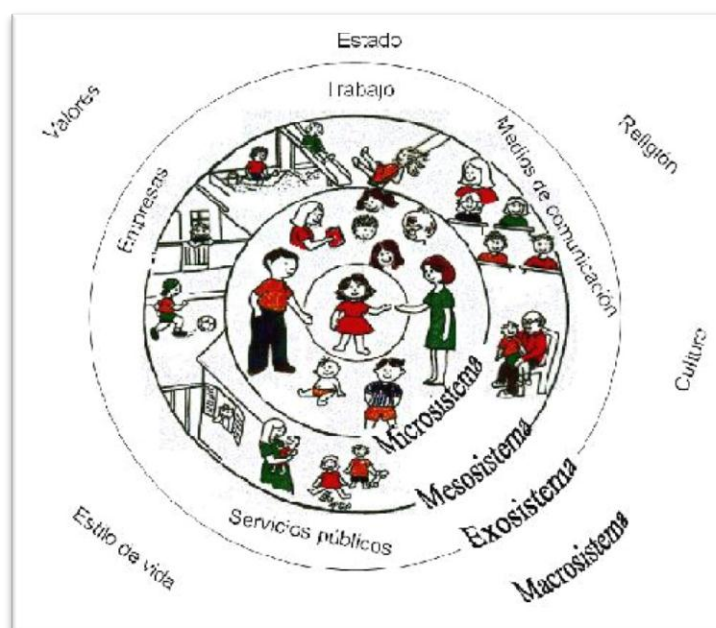 Estado
Trabajo
Valores
Religión
Empresas
Medios de comunicación
Cultura
Microsistema
Mesosistema
Exosistema
Macrosistema
Servicios públicos
Estilo de vida